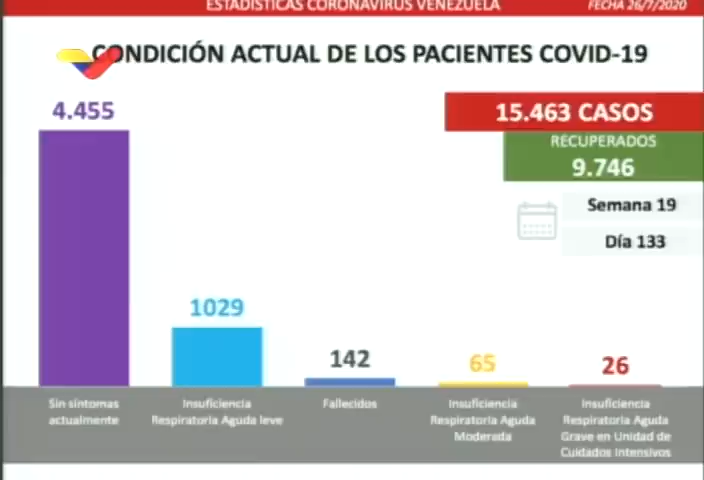 ESTADÍSTICAS CORONAVIRUS VENEZUELA
FECHA 26/7/2020
CONDICIÓN ACTUAL DE LOS PACIENTES COVID-19
4.455
15.463 CASOS
RECUPERADOS
9.746
Semana 19
Día 133
1029
142
65
26
Sin síntomas
actualmente
Insuficiencia
Respiratoria Aguda leve
Fallecidos
Insuficiencia
Respiratoria Aguda
Moderada
Insuficiencia
Respiratoria Aguda
Grave en Unidad de
Cuidados Intensivos